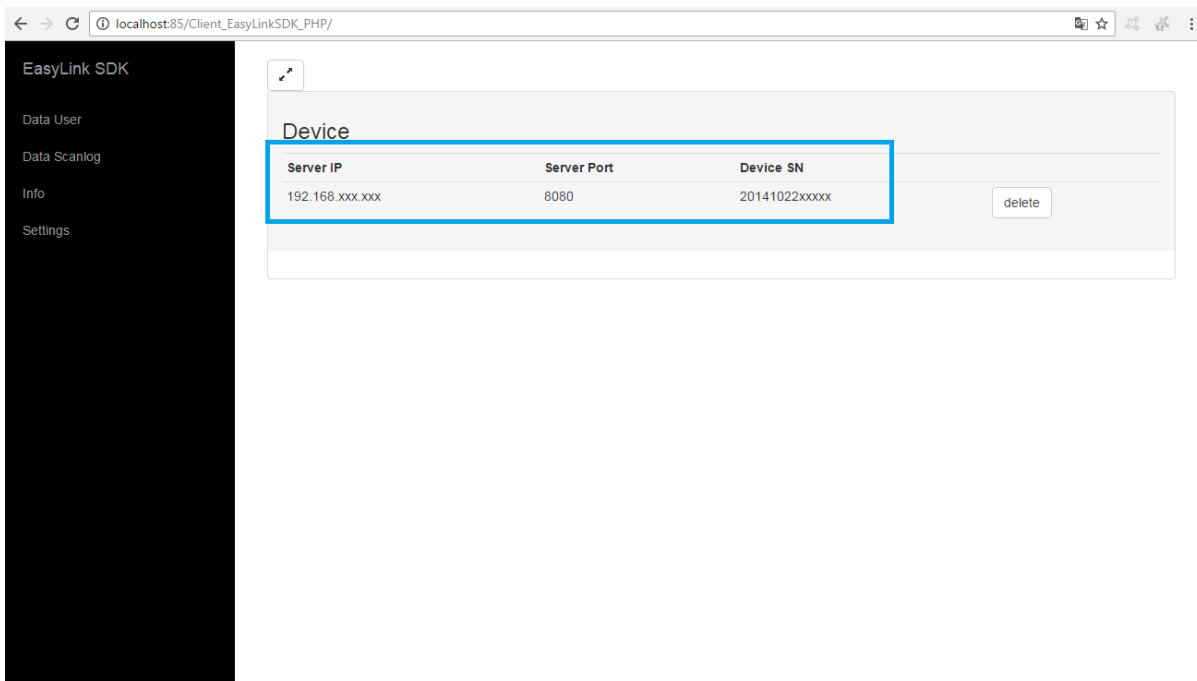 localhost:85/Client_EasyLinkSDK_PHP/
EasyLink SDK
Data User
Data Scanlog
Info
Settings
Device
Server IP Server Port Device SN
192.168.xxx.xxx 8080 20141022xxxxx delete